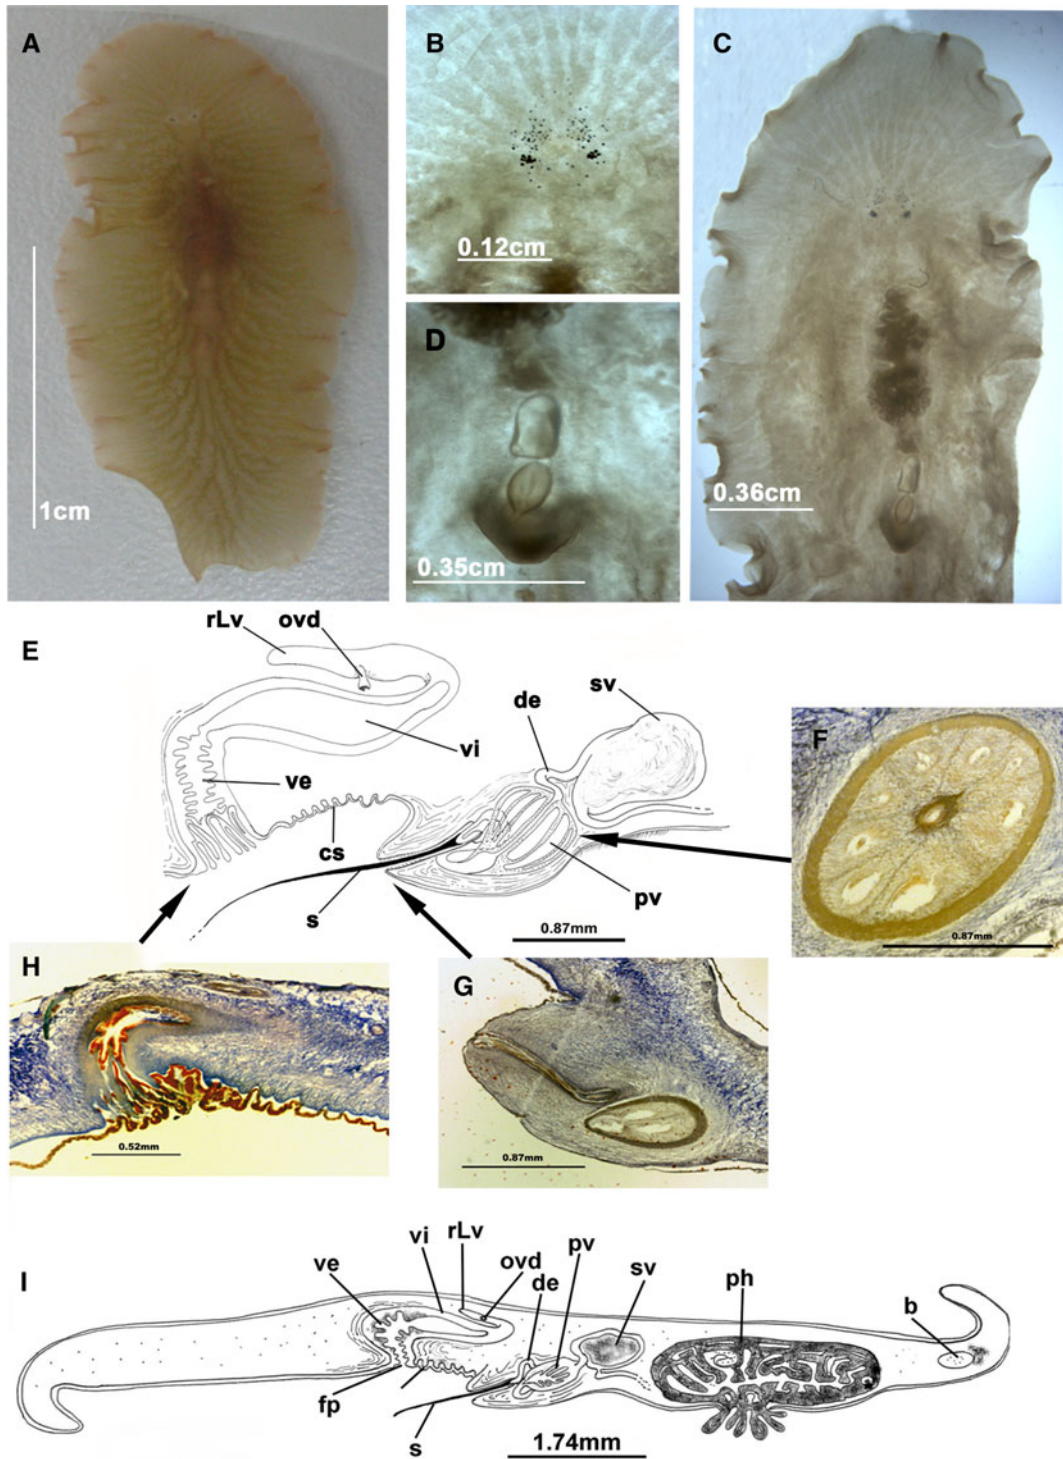 A
B
C
0.12cm
D
1cm
0.36cm
0.35cm
E
rLv
ovd
de
sv
F
vi
ve
cs
s
pv
0.87mm
0.87mm
H
G
0.52mm
0.87mm
I
ve
vi
rLv
ovd
de
pv
sv
ph
b
fp
s
1.74mm